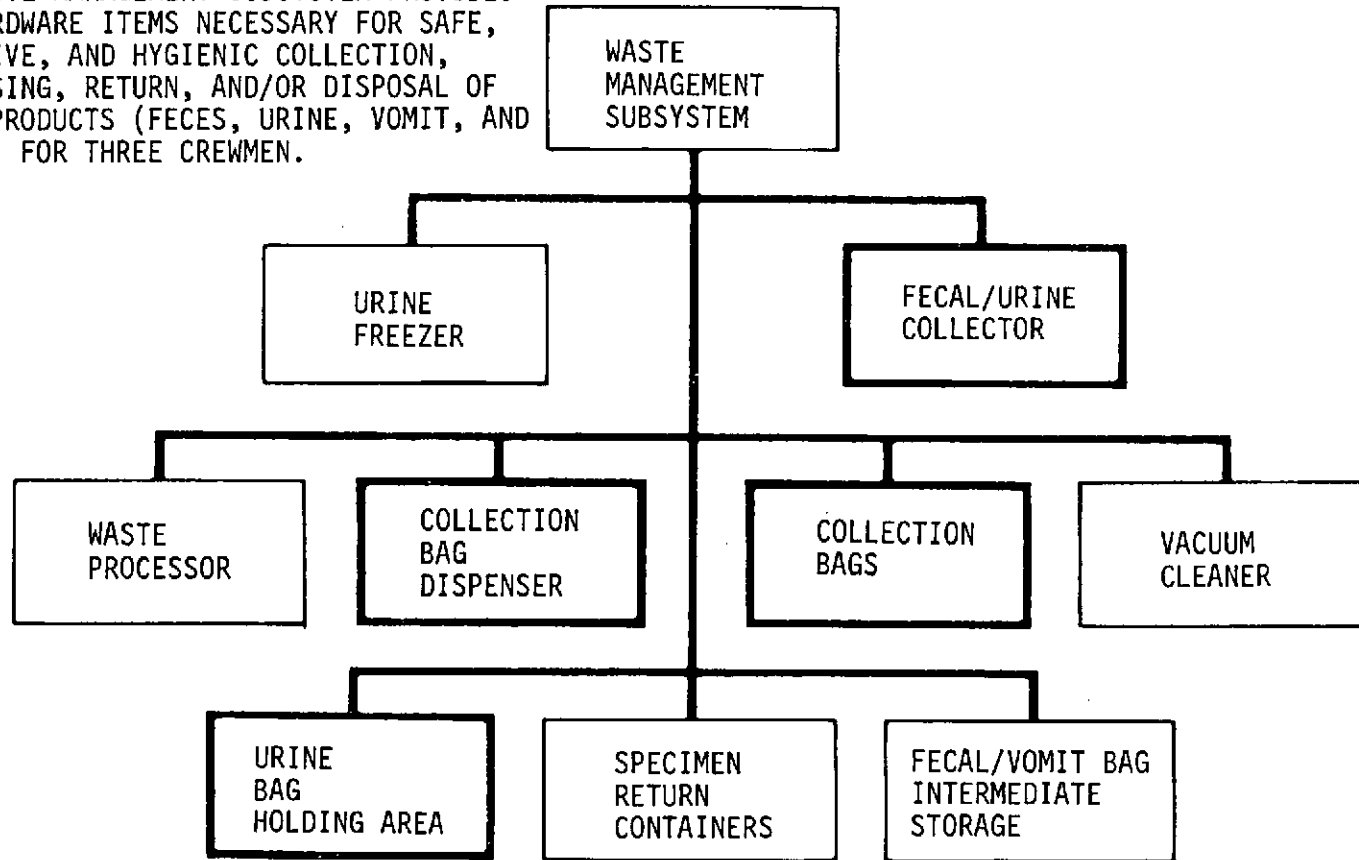 RDWARE ITEMS NECESSARY FOR SAFE,
IVE, AND HYGIENIC COLLECTION,
SING, RETURN, AND/OR DISPOSAL OF
PRODUCTS (FECES, URINE, VOMIT, AND
FOR THREE CREWMEN.
WASTE
MANAGEMENT
SUBSYSTEM
URINE
FREEZER
FECAL/URINE
COLLECTOR
WASTE
PROCESSOR
COLLECTION
BAG
DISPENSER
COLLECTION
BAGS
VACUUM
CLEANER
URINE
BAG
HOLDING AREA
SPECIMEN
RETURN
CONTAINERS
FECAL/VOMIT BAG
INTERMEDIATE
STORAGE